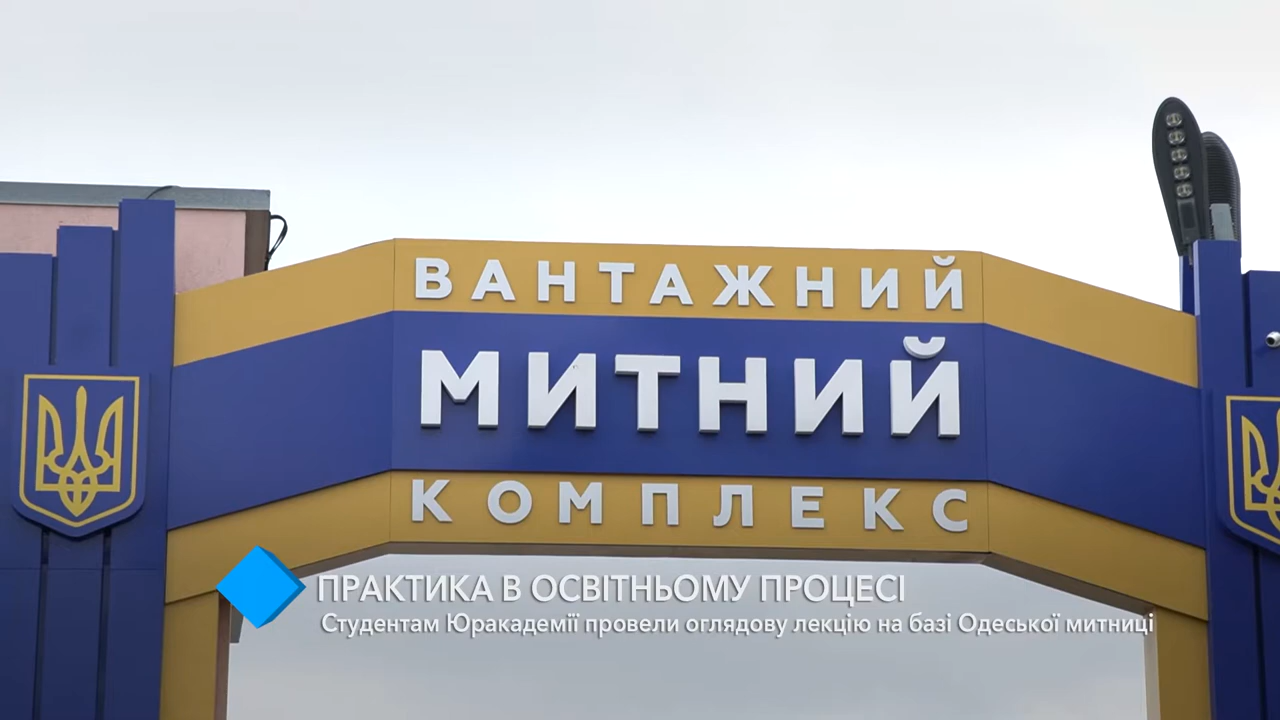 ВАНТАЖНИЙ
МИТНИЙ
КОМПЛЕКС
ПРАКТИКА В ОСВІТНЬОМУ ПРОЦЕСІ
Студентам Юракадемії провели оглядову лекцію на базі Одеської митниці